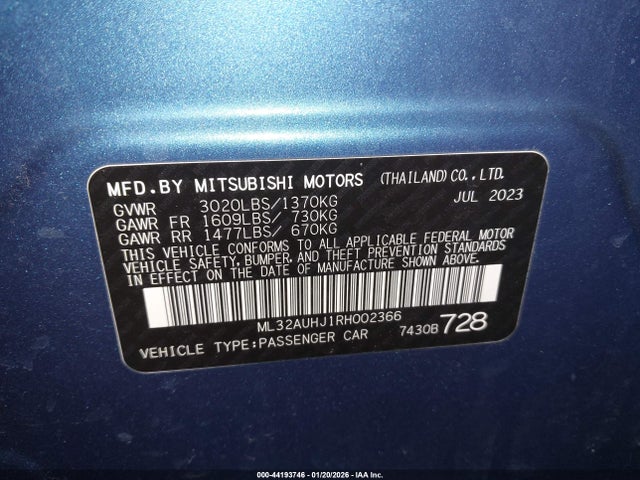 MFD.BY MITSUBISHI MOTORS (THAILAND) CO., LTD.
JUL 2023
GVWR 3020LBS/1370KG
GAWR FR 1609LBS/ 730KG
GAWR RR 1477LBS/ 670KG
THIS VEHICLE CONFORMS TO ALL APPLICABLE FEDERAL MOTOR
VEHICLE SAFETY, BUMPER, AND THEFT PREVENTION STANDARDS
IN EFFECT ON THE DATE OF MANUFACTURE SHOWN ABOVE.
ML32AUHJ1RH002366
VEHICLE TYPE:PASSENGER CAR 7430B 728
000-44193746 - 01/20/2026 - IAA Inc.